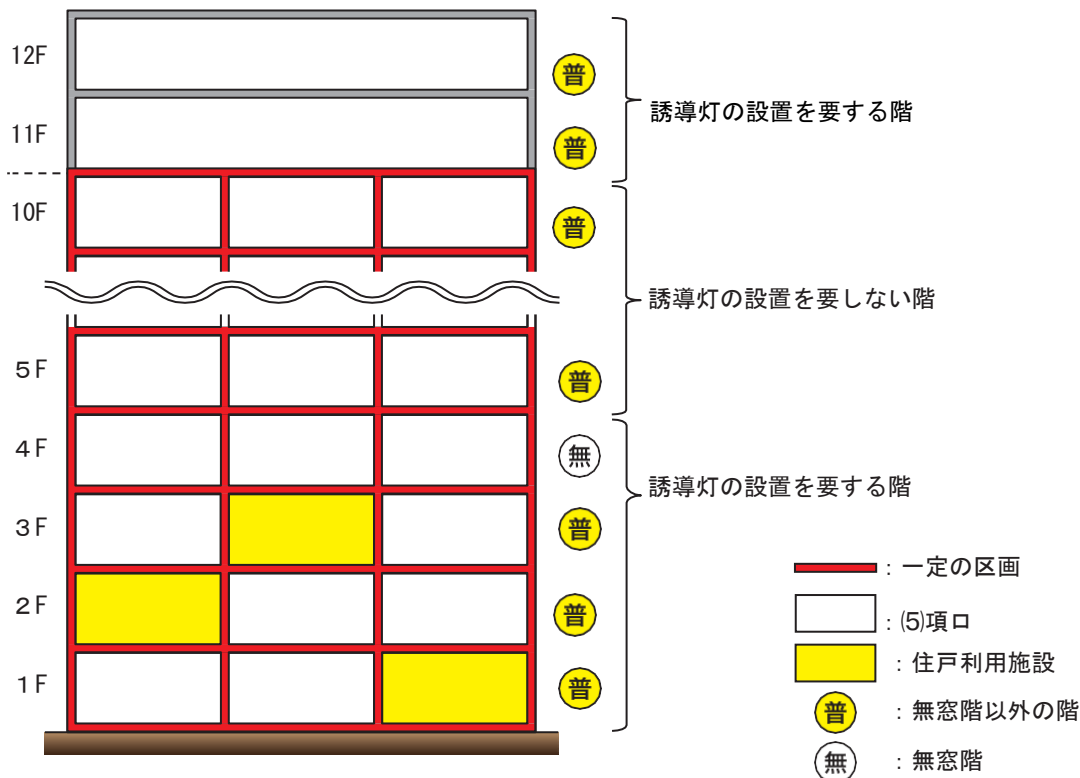 12F
普
11F
普
誘導灯の設置を要する階
10F
普
誘導灯の設置を要しない階
5F
普
4F
無
誘導灯の設置を要する階
3F
普
2F
普
1F
普
：一定の区画
：⑸項ロ
：住戸利用施設
普 ：無窓階以外の階
無 ：無窓階